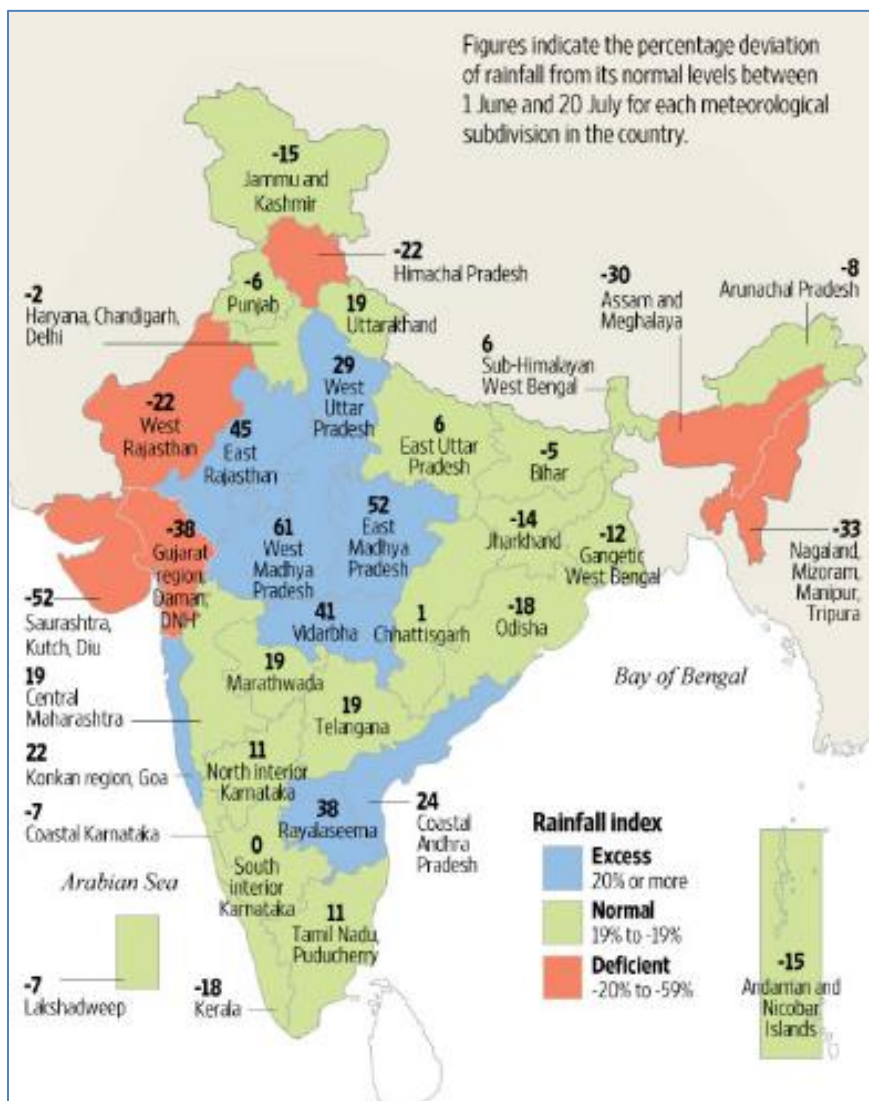 Figures indicate the percentage deviation
of rainfall from its normal levels between
1 June and 20 July for each meteorological
subdivision in the country.
-15
Jammu and
Kashmir
-22
Himachal Pradesh
-6
Punjab
-2
Haryana, Chandigarh,
Delhi
19
Uttarakhand
-30
Assam and
Meghalaya
-8
Arunachal Pradesh
6
Sub-Himalayan
West Bengal
29
West
Uttar
Pradesh
-22
West
Rajasthan
45
East
Rajasthan
6
East Uttar
Pradesh
-5
Bihar
52
East
Madhya
Pradesh
-14
Jharkhand
-12
Gangetic
West Bengal
-38
Gujarat
region,
Daman,
DNH*
61
West
Madhya
Pradesh
-33
Nagaland,
Mizoram,
Manipur,
Tripura
-52
Saurashtra,
Kutch, Diu
41
Vidarbha
1
Chhattisgarh
-18
Odisha
Bay of Bengal
19
Central
Maharashtra
19
Marathwada
19
Telangana
22
Konkan region, Goa
11
North interior
Karnataka
-7
Coastal Karnataka
38
Rayalaseema
24
Coastal
Andhra
Pradesh
0
South
interior
Karnataka
Arabian Sea
11
Tamil Nadu,
Puducherry
-7
Lakshadweep
-18
Kerala
Rainfall index
Excess
20% or more
Normal
19% to -19%
Deficient
-20% to -59%
-15
Andaman and
Nicobar
Islands